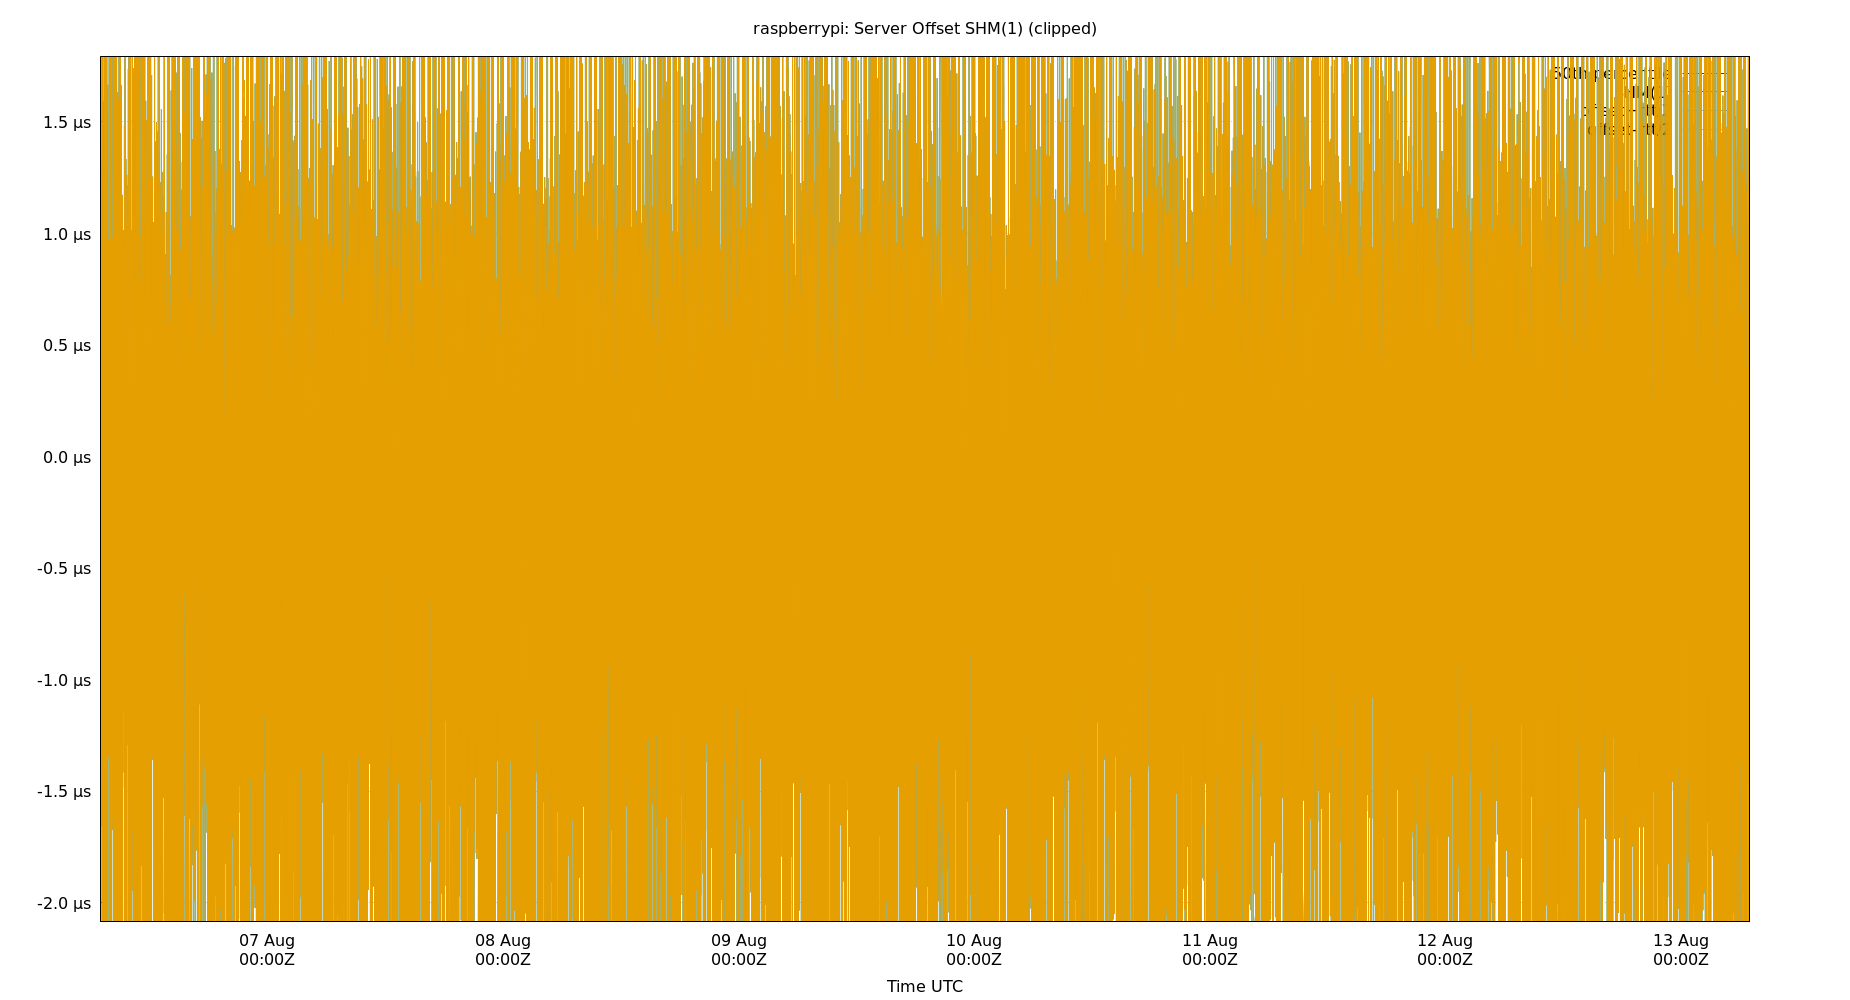 raspberrypi: Server Offset SHM(1) (clipped)
1.5 µs
1.0 µs
0.5 µs
0.0 µs
-0.5 µs
-1.0 µs
-1.5 µs
-2.0 µs
07 Aug
00:00Z
08 Aug
00:00Z
09 Aug
00:00Z
10 Aug
00:00Z
11 Aug
00:00Z
12 Aug
00:00Z
13 Aug
00:00Z
Time UTC